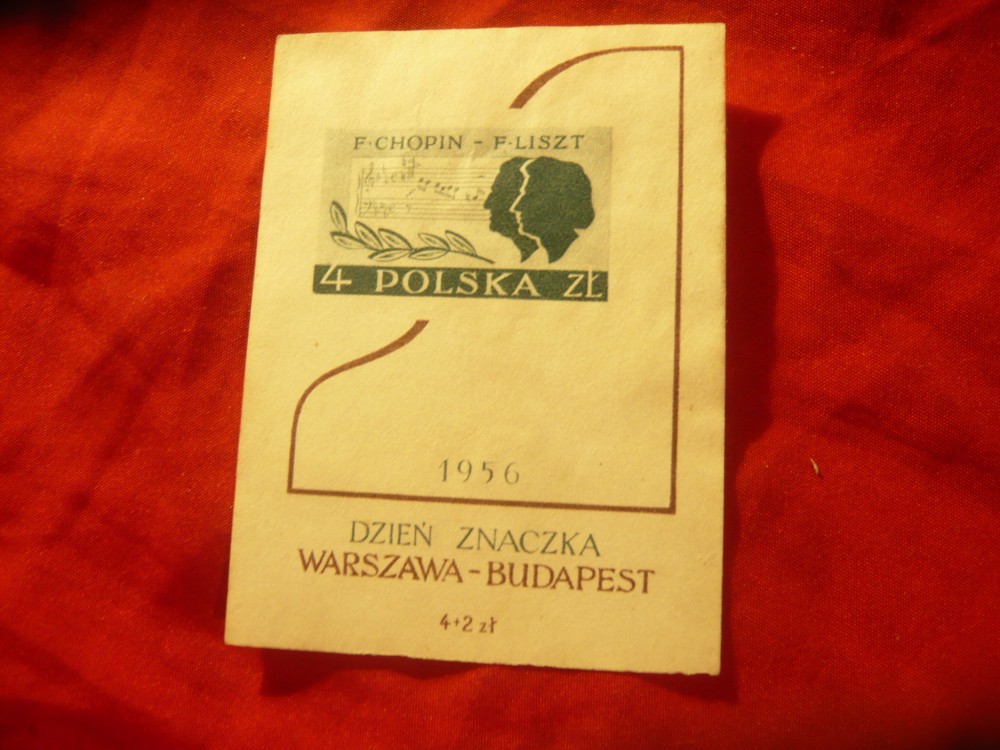 F·CHOPIN - F·LISZT
4 POLSKA ZŁ
1956
DZIEŃ ZNACZKA
WARSZAWA-BUDAPEST
4+2 zł